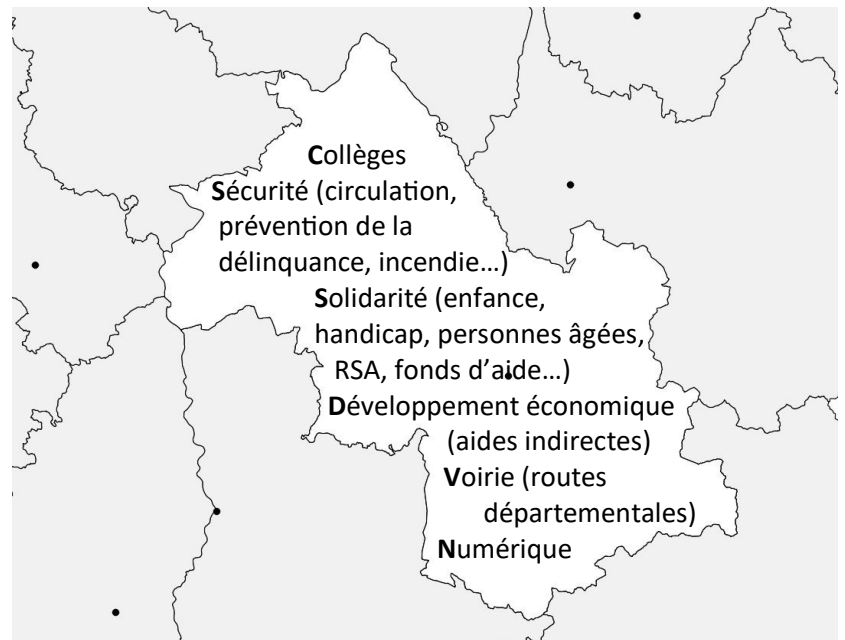 Collèges
Sécurité (circulation,
prévention de la
délinquance, incendie…)
Solidarité (enfance,
handicap, personnes âgées,
RSA, fonds d’aide…)
Développement économique
(aides indirectes)
Voirie (routes
départementales)
Numérique